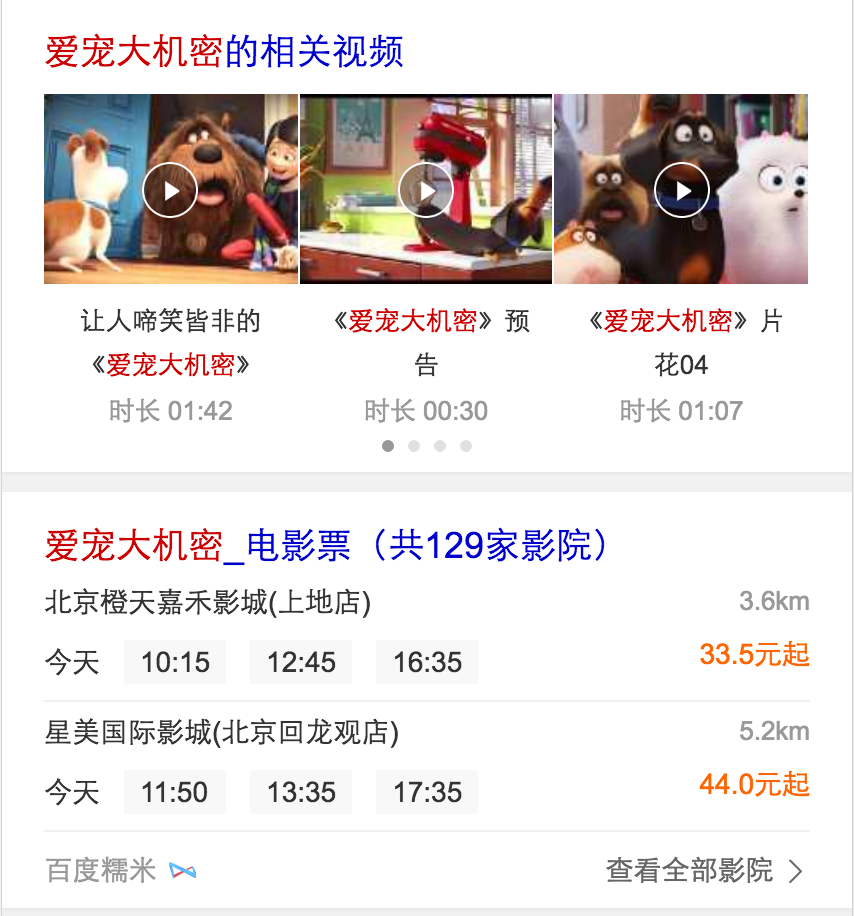 爱宠大机密的相关视频
让人啼笑皆非的
《爱宠大机密》
时长 01:42
《爱宠大机密》预
告
时长 00:30
《爱宠大机密》片
花04
时长 01:07
爱宠大机密_电影票（共129家影院）
北京橙天嘉禾影城(上地店) 3.6km
今天 10:15 12:45 16:35 33.5元起
星美国际影城(北京回龙观店) 5.2km
今天 11:50 13:35 17:35 44.0元起
百度糯米 查看全部影院